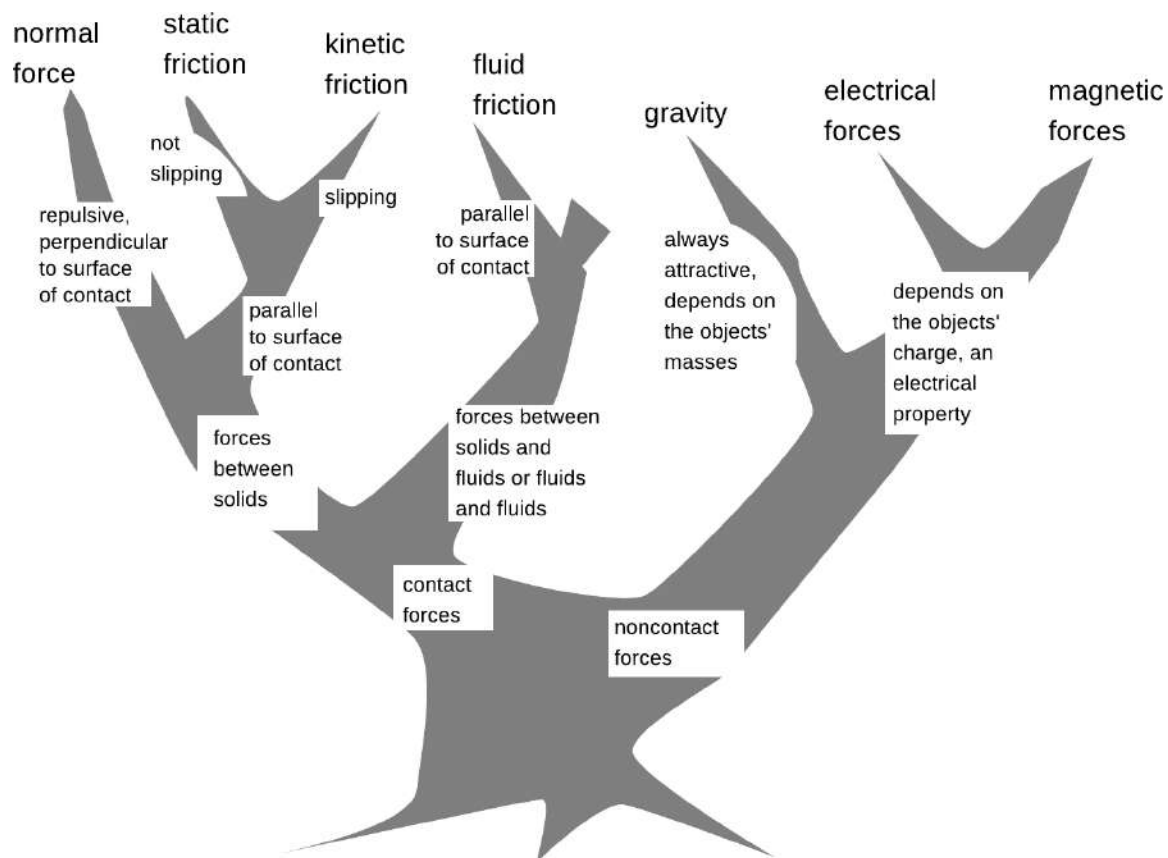 normal
force
static
friction
kinetic
friction
fluid
friction
gravity
electrical
forces
magnetic
forces
not
slipping
slipping
repulsive,
perpendicular
to surface
of contact
parallel
to surface
of contact
parallel
to surface
of contact
always
attractive,
depends on
the objects'
masses
depends on
the objects'
charge, an
electrical
property
forces
between
solids
forces between
solids and
fluids or fluids
and fluids
contact
forces
noncontact
forces